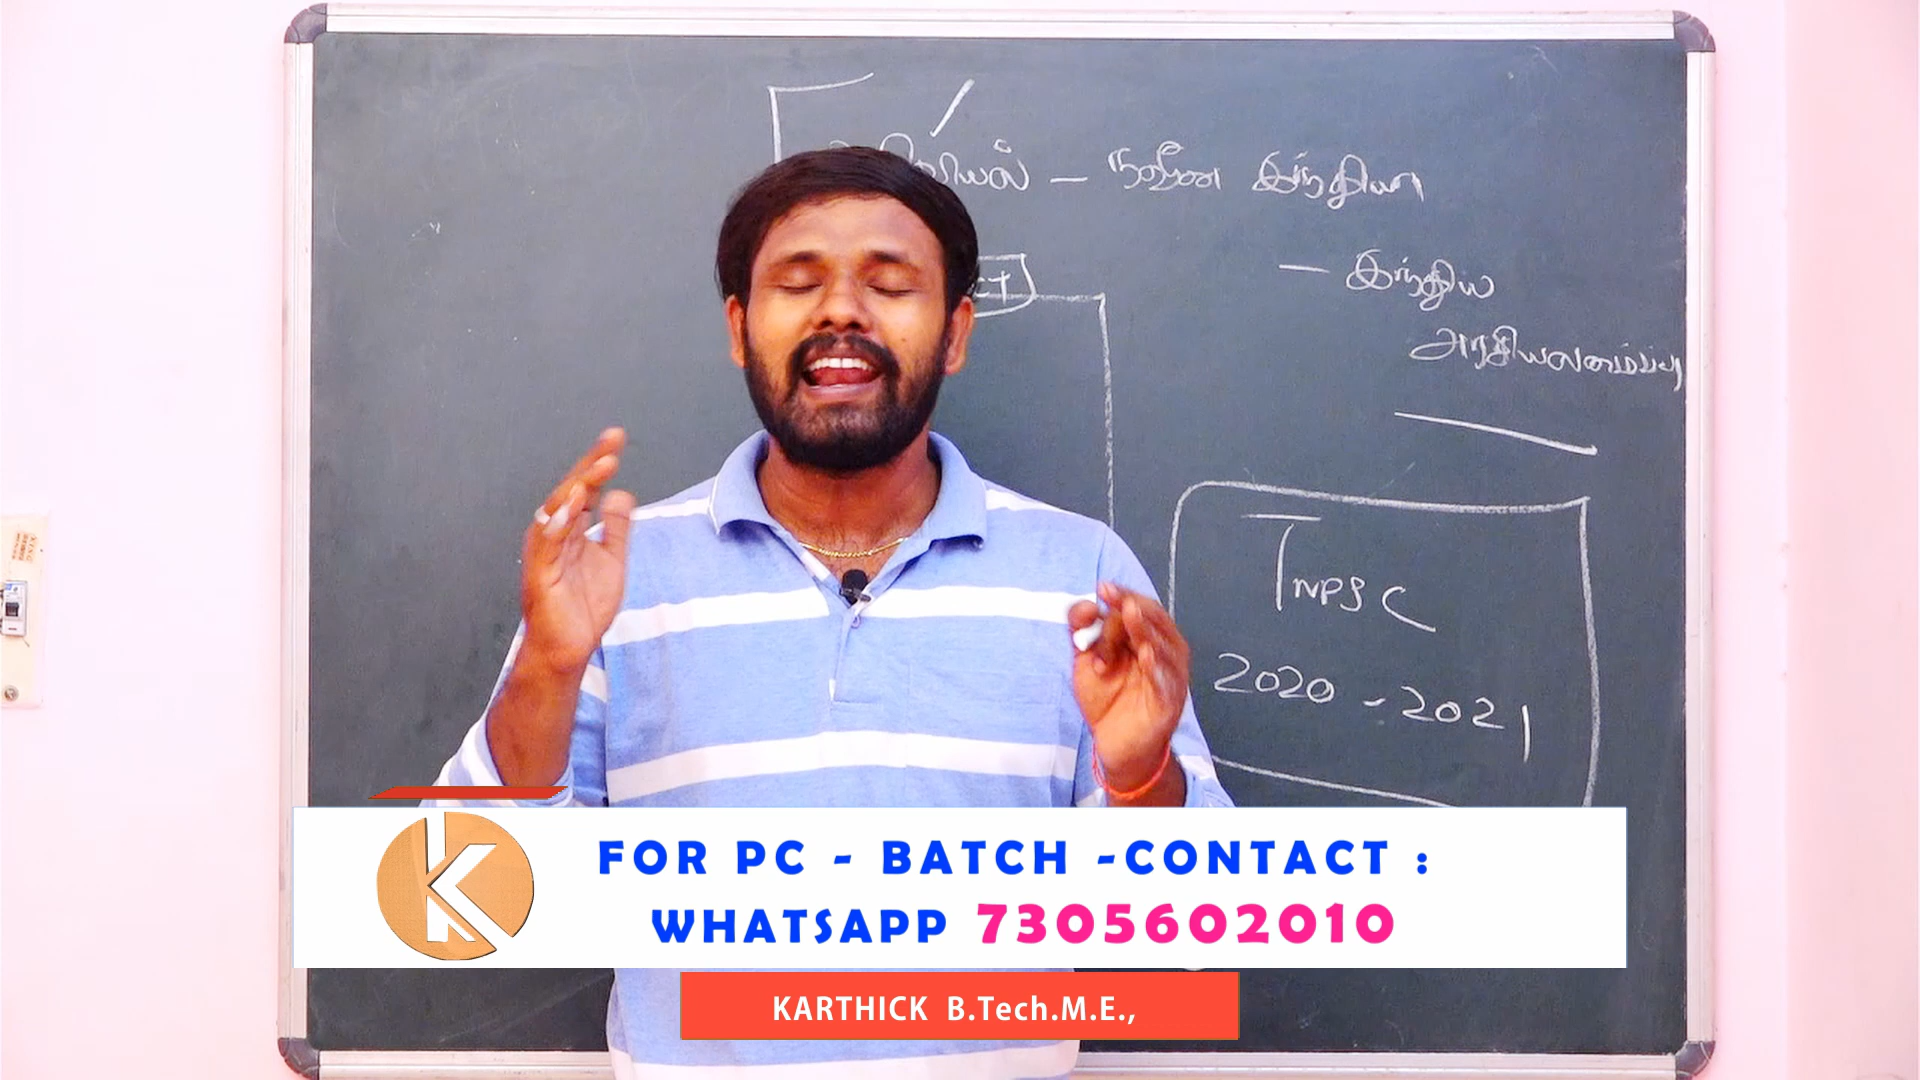 நவீன இந்தியா
– இந்திய
அரசியலமைப்பு
TNPSC
2020 - 2021
FOR PC - BATCH -CONTACT :
WHATSAPP 7305602010
KARTHICK B.Tech.M.E.,